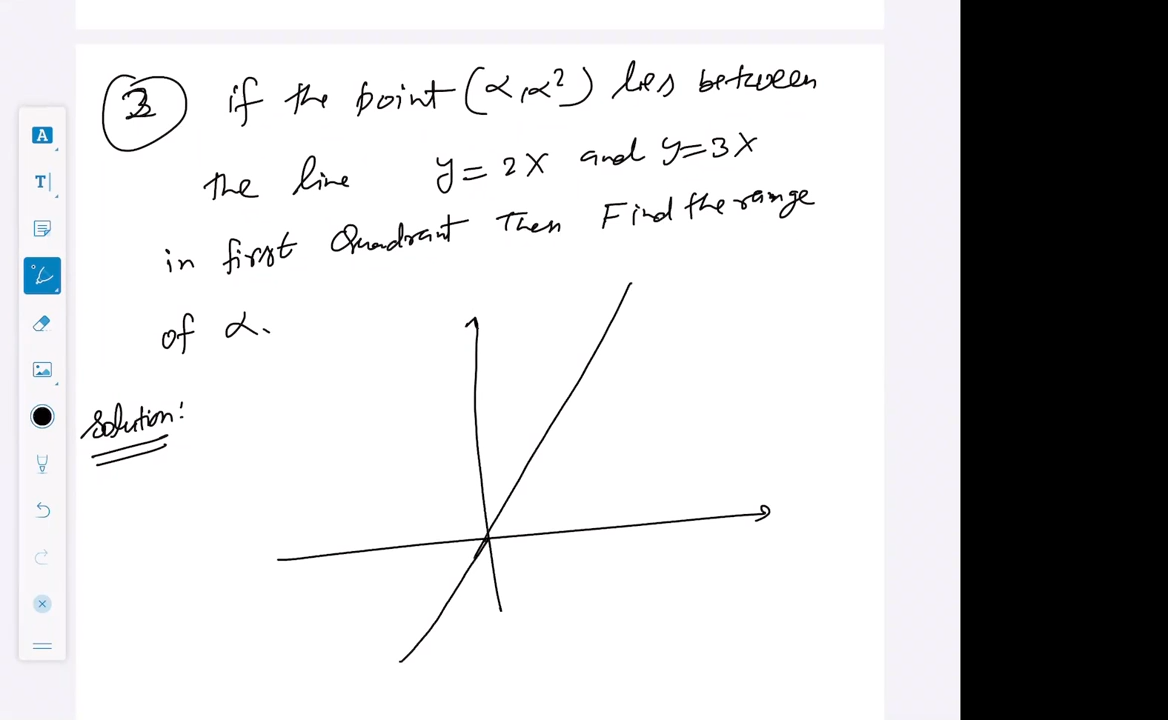 3 if the point (α, α²) lies between
the line y = 2x and y = 3x
in first Quadrant then Find the range
of α.
Solution:
A
T|